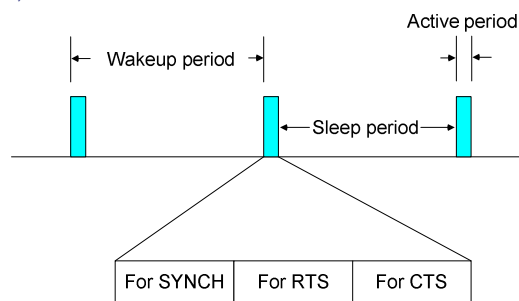 Active period
Wakeup period
Sleep period
For SYNCH For RTS For CTS